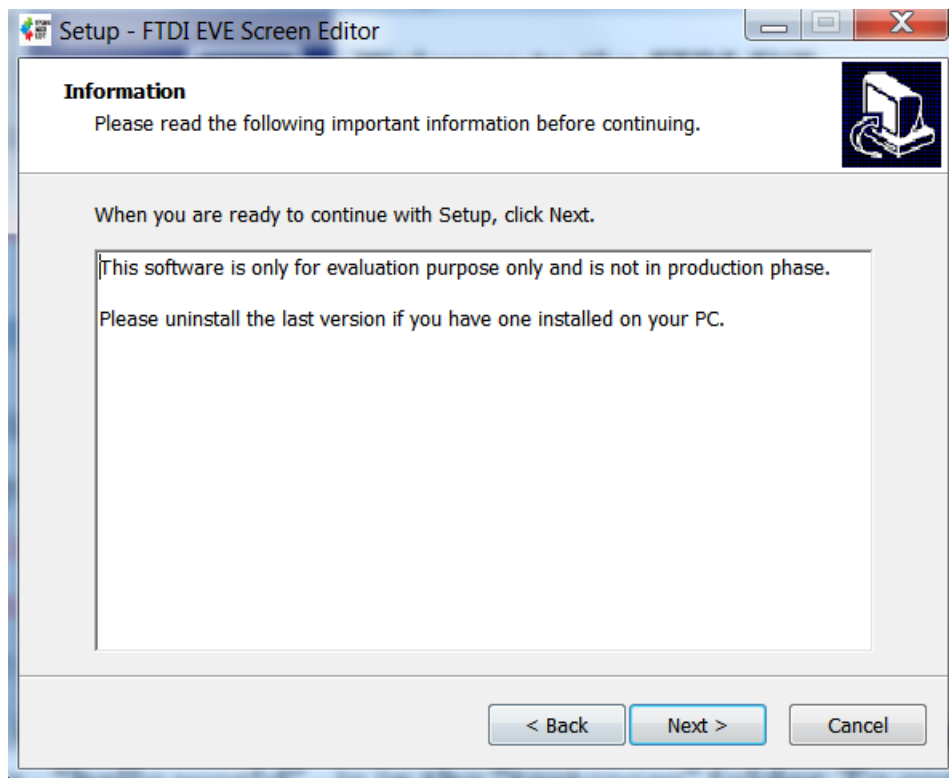 Setup - FTDI EVE Screen Editor
Information
Please read the following important information before continuing.
When you are ready to continue with Setup, click Next.
This software is only for evaluation purpose only and is not in production phase.
Please uninstall the last version if you have one installed on your PC.
< Back
Next >
Cancel